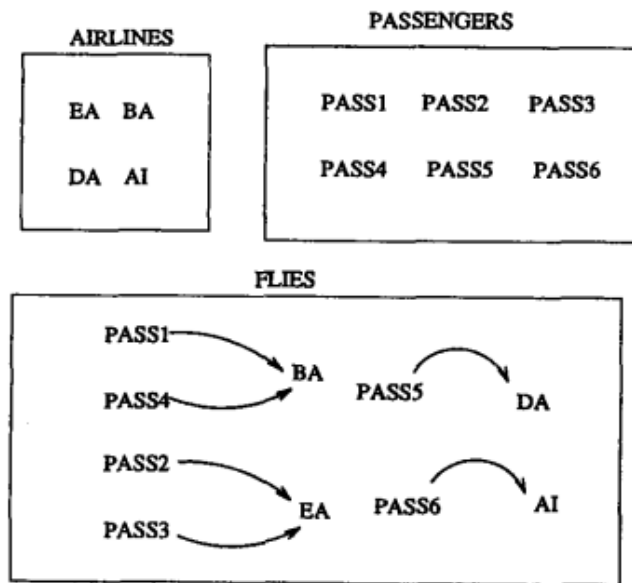 AIRLINES
PASSENGERS
EA BA
DA AI
PASS1 PASS2 PASS3
PASS4 PASS5 PASS6
FLIES
PASS1
BA
PASS4
PASS5
DA
PASS2
EA
PASS3
PASS6
AI